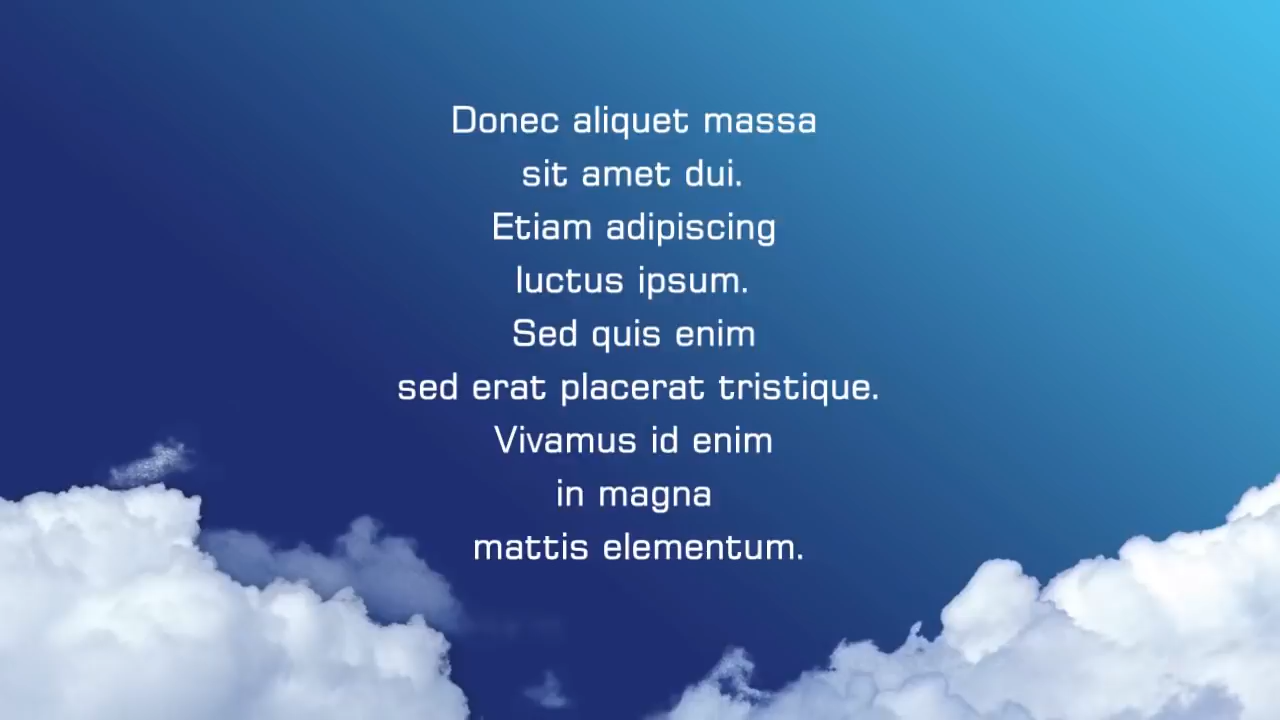 Donec aliquet massa
sit amet dui.
Etiam adipiscing
luctus ipsum.
Sed quis enim
sed erat placerat tristique.
Vivamus id enim
in magna
mattis elementum.